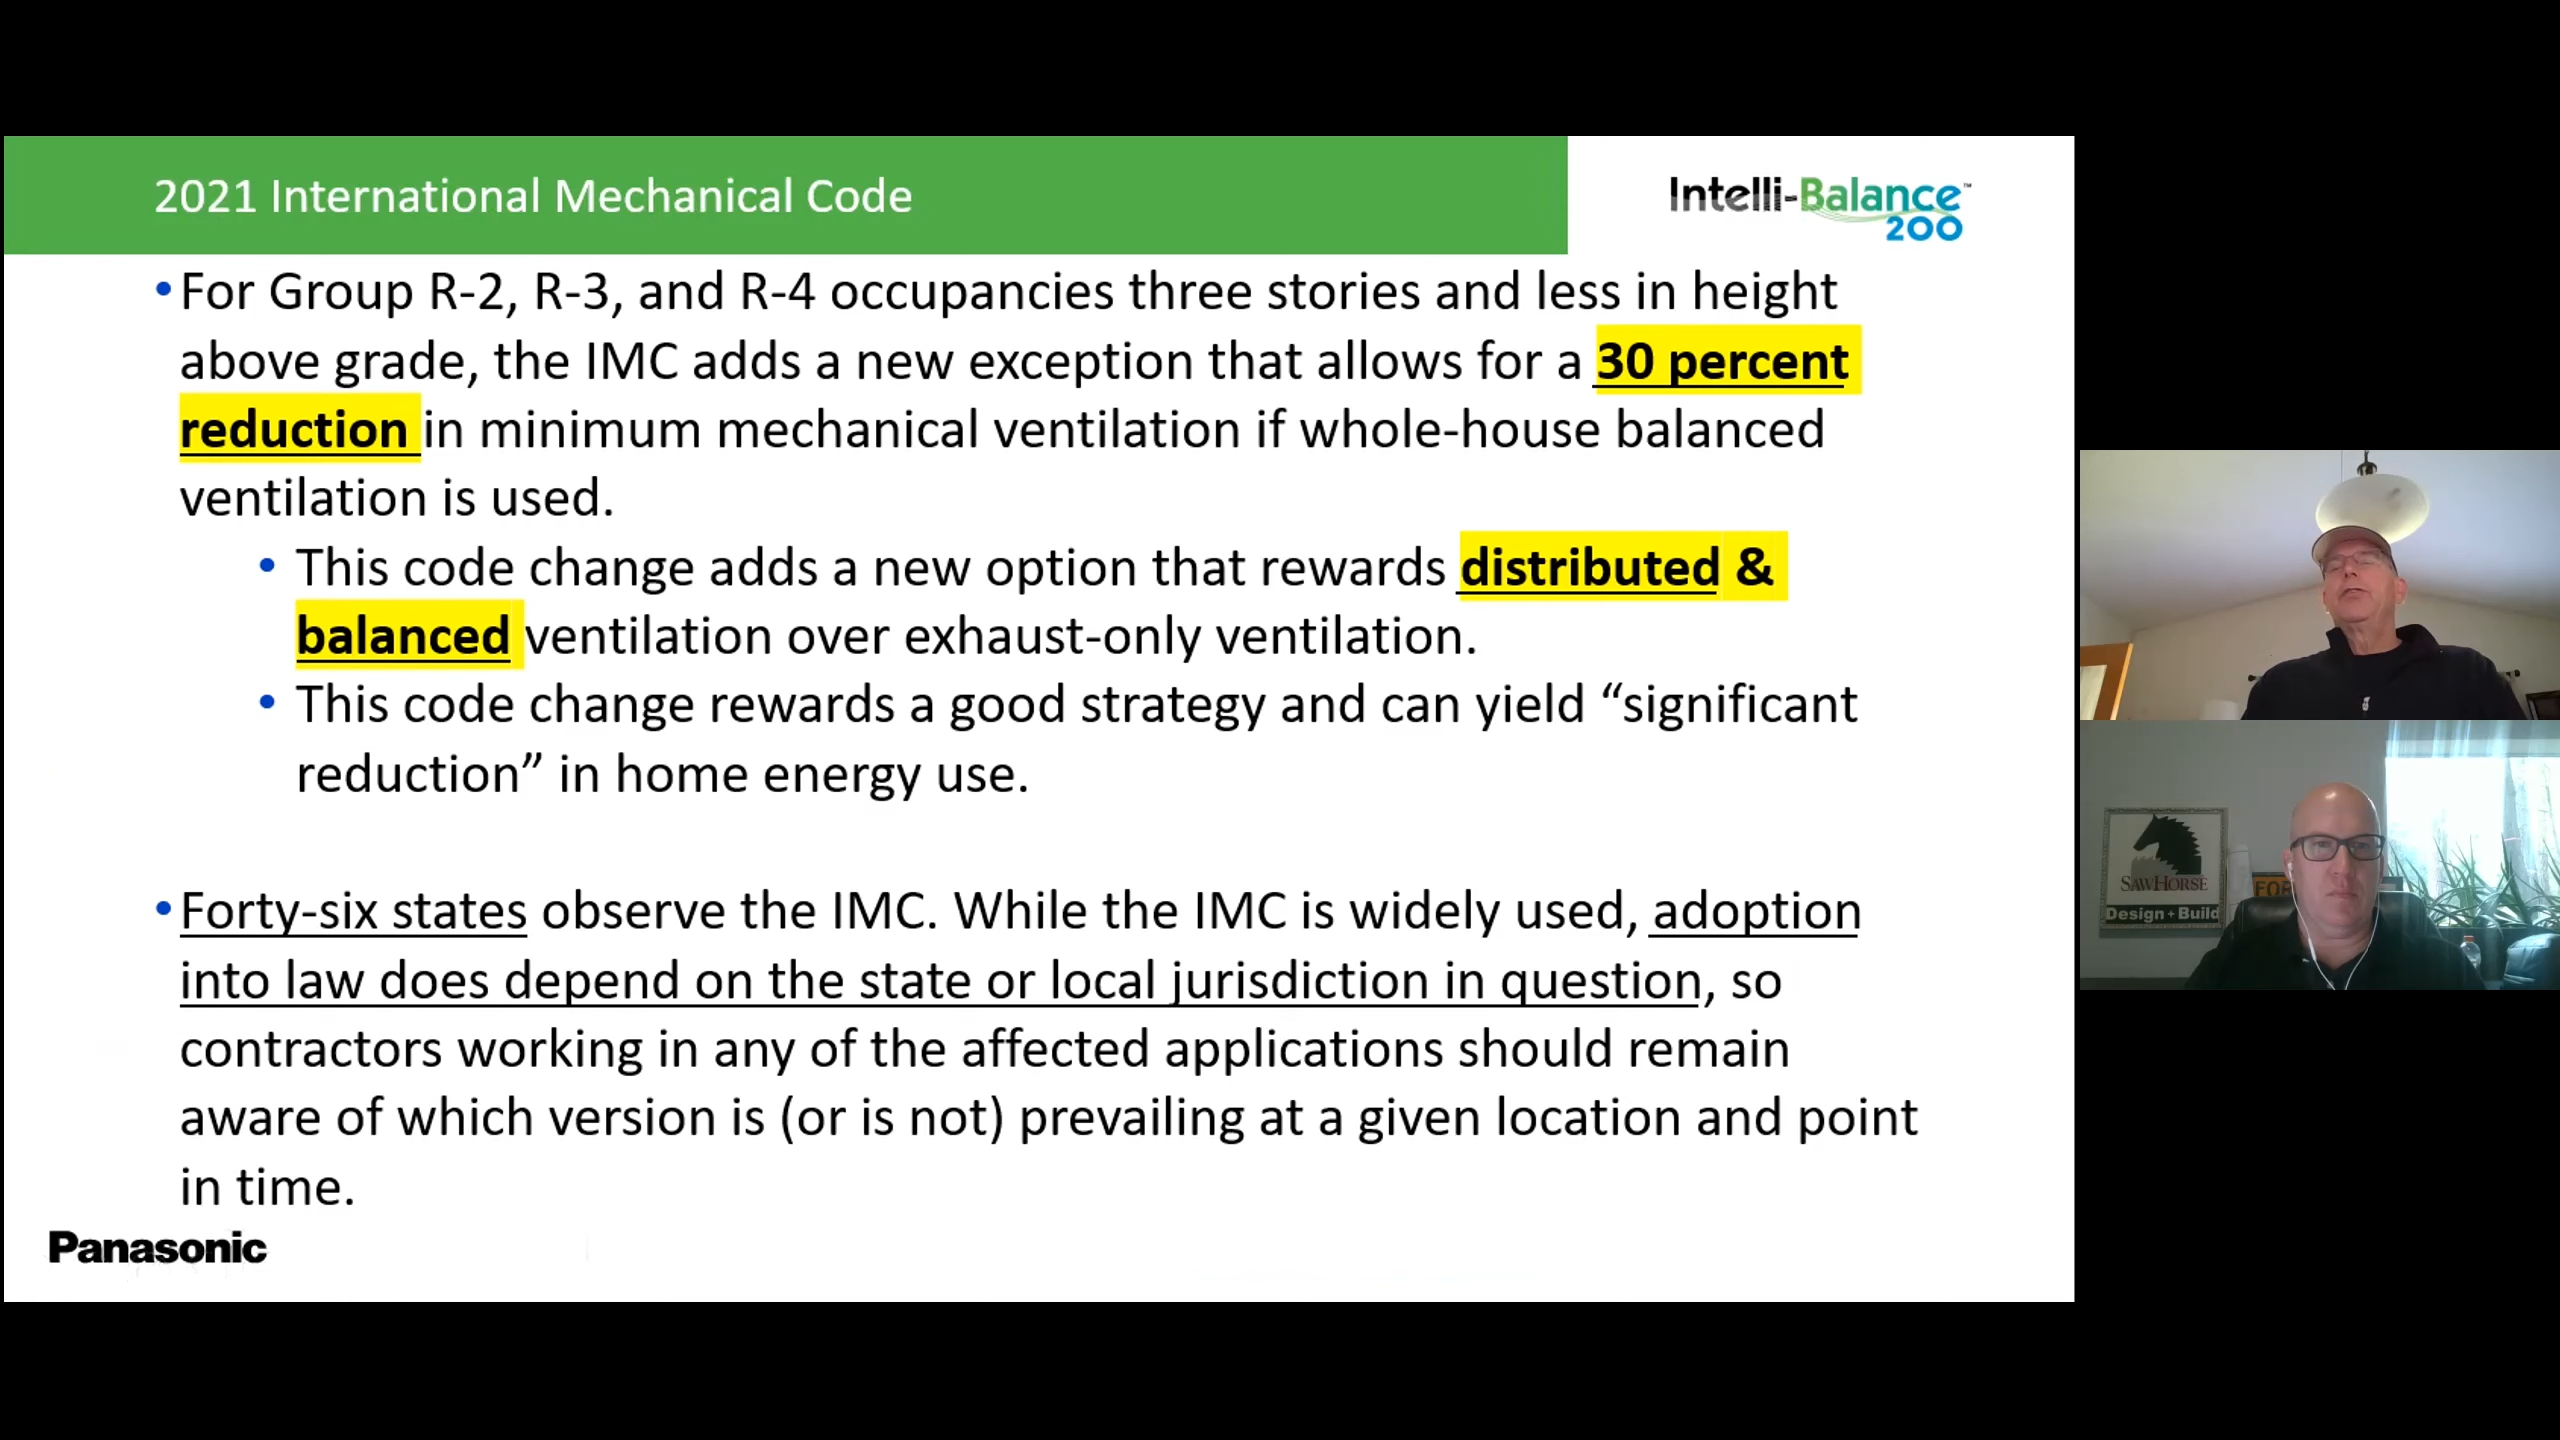 2021 International Mechanical Code
Intelli-Balance™
200
•For Group R-2, R-3, and R-4 occupancies three stories and less in height
above grade, the IMC adds a new exception that allows for a 30 percent
reduction in minimum mechanical ventilation if whole-house balanced
ventilation is used.
• This code change adds a new option that rewards distributed &
balanced ventilation over exhaust-only ventilation.
• This code change rewards a good strategy and can yield “significant
reduction” in home energy use.
•Forty-six states observe the IMC. While the IMC is widely used, adoption
into law does depend on the state or local jurisdiction in question, so
contractors working in any of the affected applications should remain
aware of which version is (or is not) prevailing at a given location and point
in time.
Panasonic
SAWHORSE
Design + Build
FOR